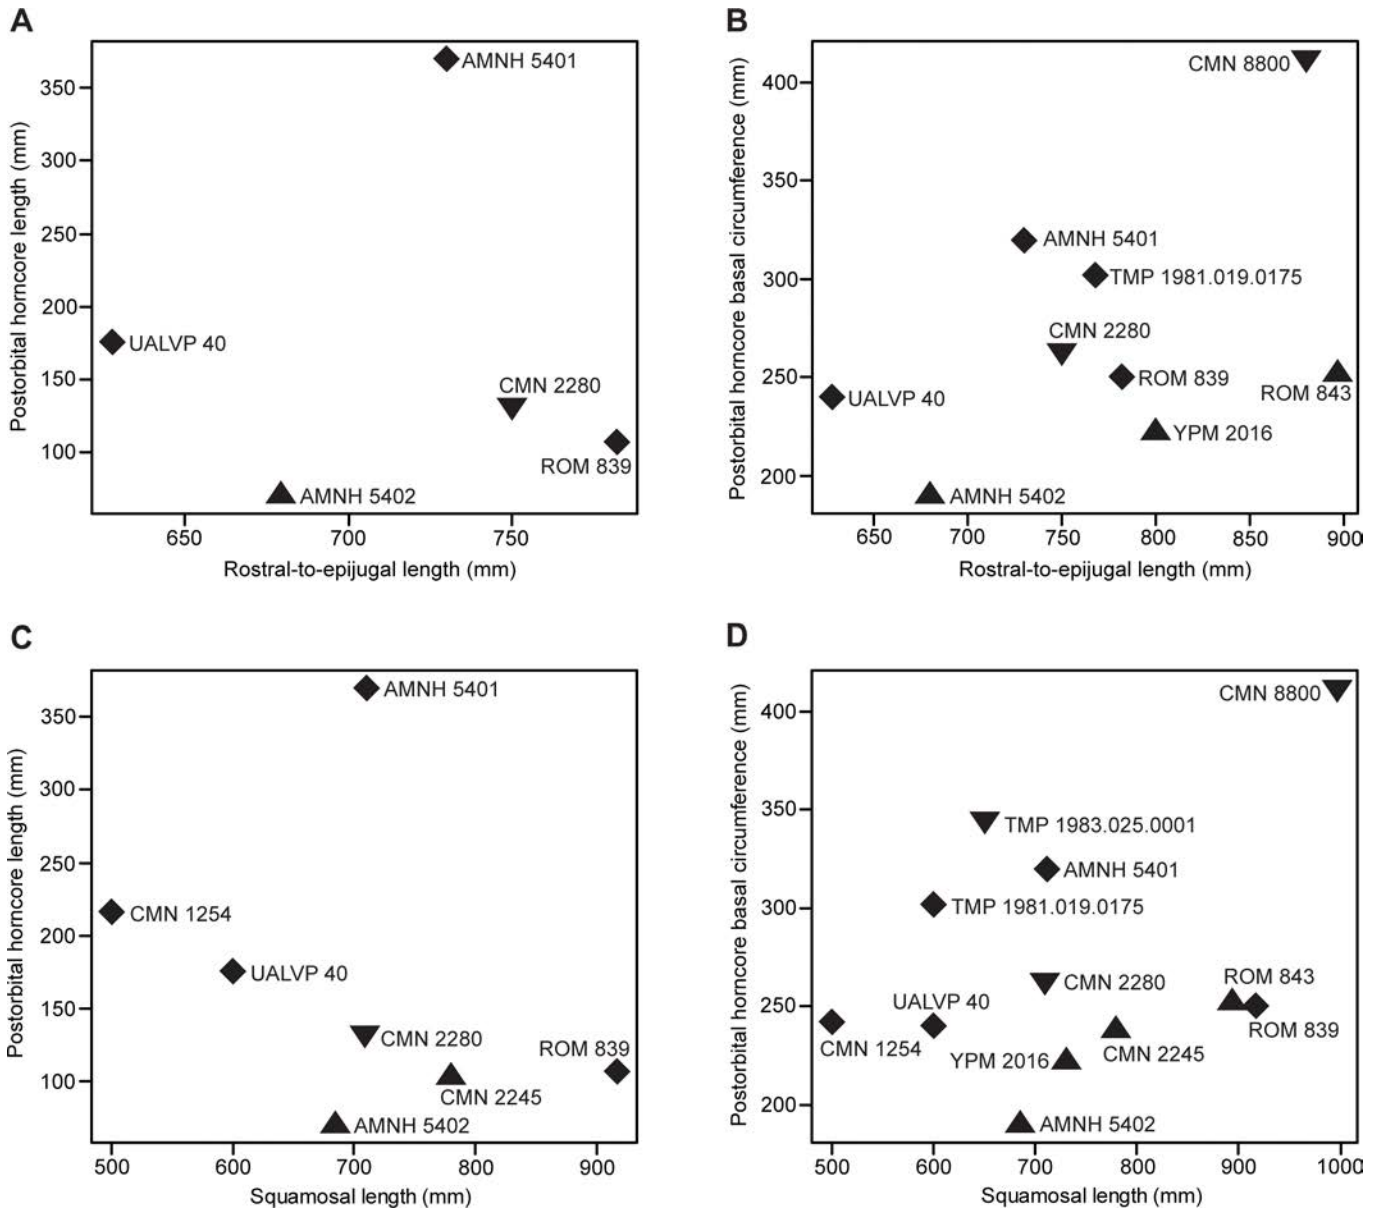 A
350
300
250
200
150
100
650
700
750
Postorbital horncore length (mm)
Rostral-to-epijugal length (mm)
AMNH 5401
UALVP 40
CMN 2280
ROM 839
AMNH 5402
B
400
350
300
250
200
650
700
750
800
850
900
Postorbital horncore basal circumference (mm)
Rostral-to-epijugal length (mm)
CMN 8800
AMNH 5401
TMP 1981.019.0175
CMN 2280
ROM 839
ROM 843
UALVP 40
YPM 2016
AMNH 5402
C
350
300
250
200
150
100
500
600
700
800
900
Postorbital horncore length (mm)
Squamosal length (mm)
AMNH 5401
CMN 1254
UALVP 40
CMN 2280
ROM 839
CMN 2245
AMNH 5402
D
400
350
300
250
200
500
600
700
800
900
1000
Postorbital horncore basal circumference (mm)
Squamosal length (mm)
CMN 8800
TMP 1983.025.0001
AMNH 5401
TMP 1981.019.0175
CMN 2280
ROM 843
UALVP 40
ROM 839
CMN 1254
YPM 2016
CMN 2245
AMNH 5402